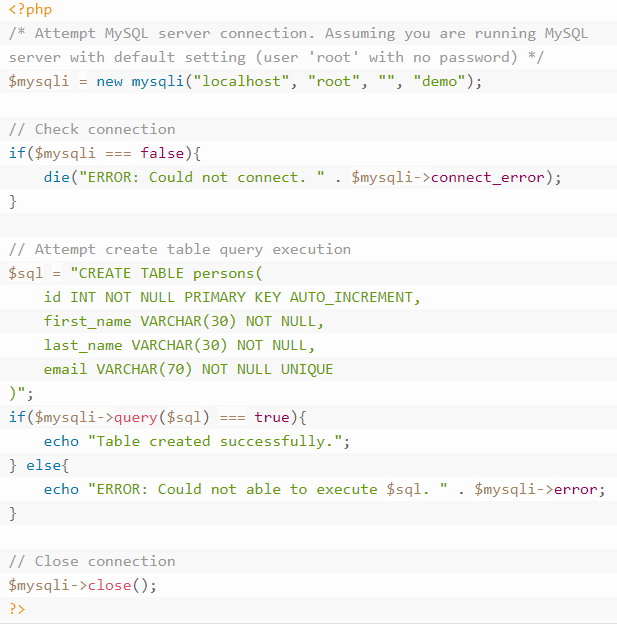 <?php
/* Attempt MySQL server connection. Assuming you are running MySQL
server with default setting (user 'root' with no password) */
$mysqli = new mysqli("localhost", "root", "", "demo");
// Check connection
if($mysqli === false){
    die("ERROR: Could not connect. " . $mysqli->connect_error);
}
// Attempt create table query execution
$sql = "CREATE TABLE persons(
    id INT NOT NULL PRIMARY KEY AUTO_INCREMENT,
    first_name VARCHAR(30) NOT NULL,
    last_name VARCHAR(30) NOT NULL,
    email VARCHAR(70) NOT NULL UNIQUE
)";
if($mysqli->query($sql) === true){
    echo "Table created successfully.";
} else{
    echo "ERROR: Could not able to execute $sql. " . $mysqli->error;
}
// Close connection
$mysqli->close();
?>